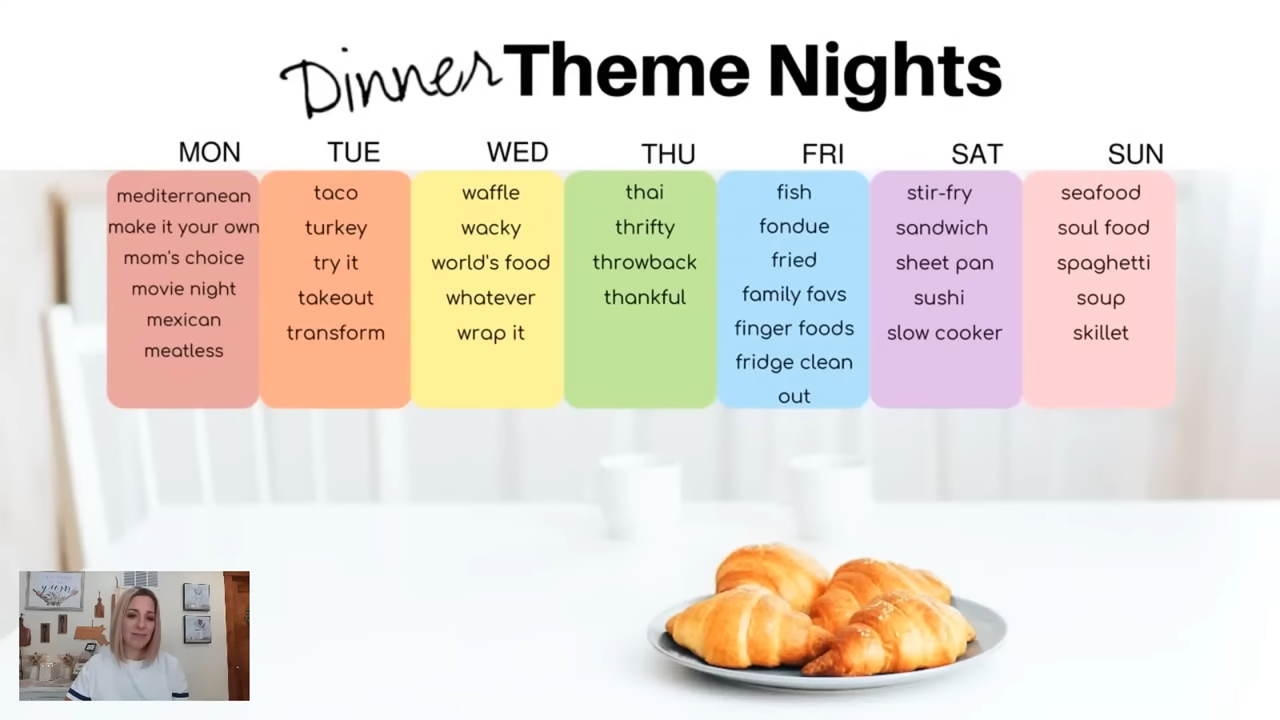 Dinner Theme Nights
MON
TUE
WED
THU
FRI
SAT
SUN
mediterranean
make it your own
mom's choice
movie night
mexican
meatless
taco
turkey
try it
takeout
transform
waffle
wacky
world's food
whatever
wrap it
thai
thrifty
throwback
thankful
fish
fondue
fried
family favs
finger foods
fridge clean
out
stir-fry
sandwich
sheet pan
sushi
slow cooker
seafood
soul food
spaghetti
soup
skillet
yum